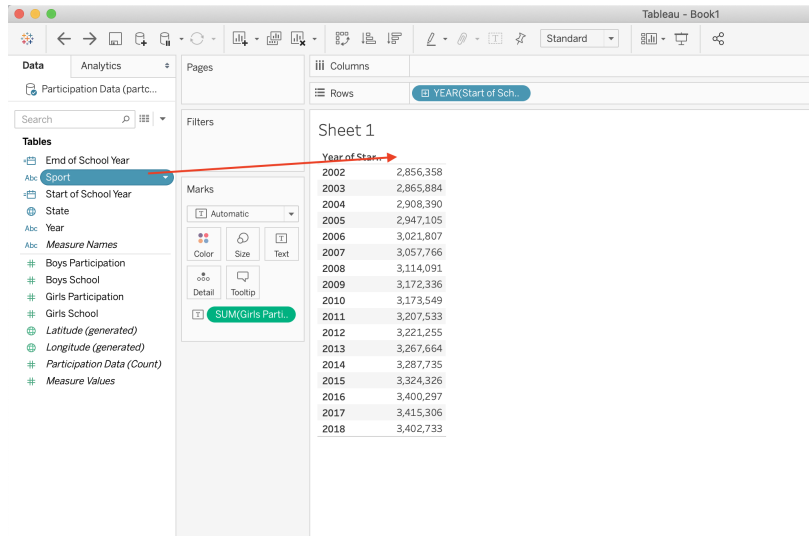 Tableau - Book1
Standard
Data
Analytics
Pages
iii Columns
Rows
YEAR(Start of Sch..
Participation Data (partc...
Search
Filters
Sheet 1
Tables
Year of Star..
Emd of School Year
Abc Sport
Start of School Year
State
Abc Year
Abc Measure Names
# Boys Participation
# Boys School
# Girls Participation
# Girls School
Latitude (generated)
Longitude (generated)
# Participation Data (Count)
# Measure Values
Marks
T Automatic
Color
Size
T Text
Detail
Tooltip
T SUM(Girls Parti..
2002 2,856,358
2003 2,865,884
2004 2,908,390
2005 2,947,105
2006 3,021,807
2007 3,057,766
2008 3,114,091
2009 3,172,336
2010 3,173,549
2011 3,207,533
2012 3,221,255
2013 3,267,664
2014 3,287,735
2015 3,324,326
2016 3,400,297
2017 3,415,306
2018 3,402,733